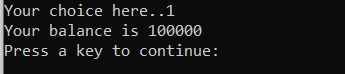 Your choice here..1
Your balance is 100000
Press a key to continue: